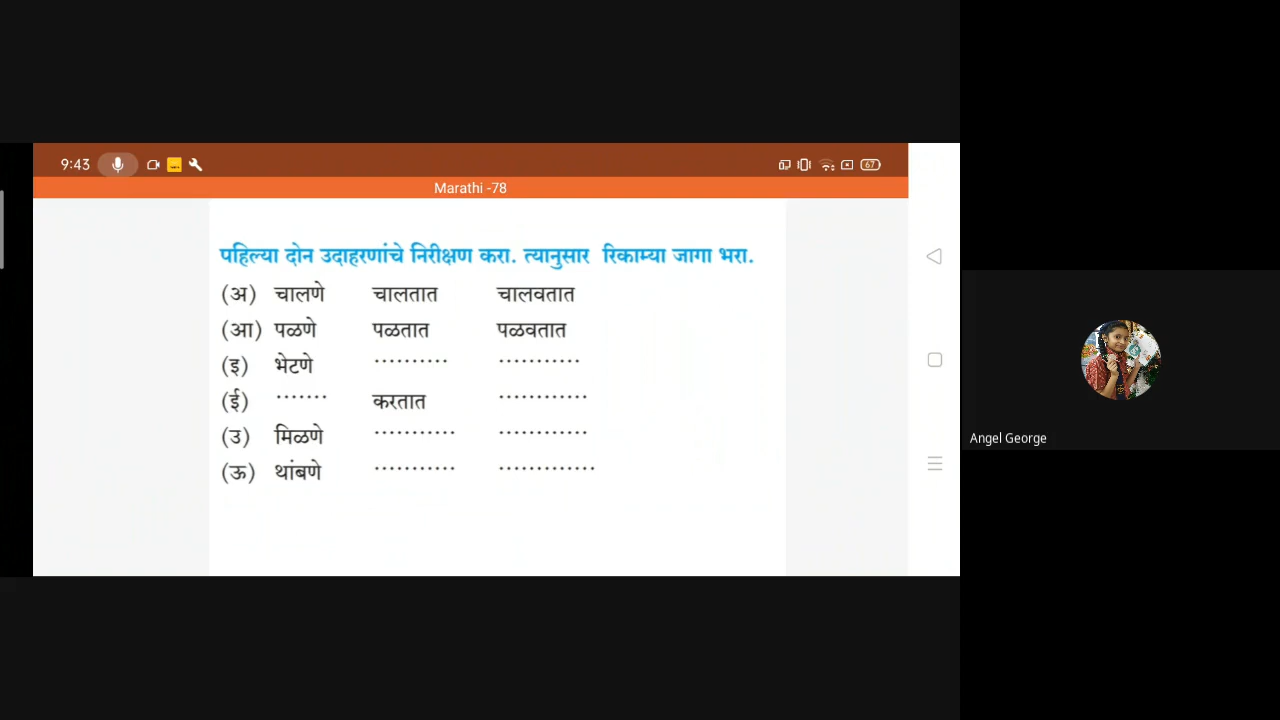 9:43
67
Marathi -78
पहिल्या दोन उदाहरणांचे निरीक्षण करा. त्यानुसार रिकाम्या जागा भरा.
(अ) चालणे चालतात चालवतात
(आ) पळणे पळतात पळवतात
(इ) भेटणे .......... ...........
(ई) ....... करतात ............
(उ) मिळणे ........... ............
(ऊ) थांबणे ........... .............
Angel George